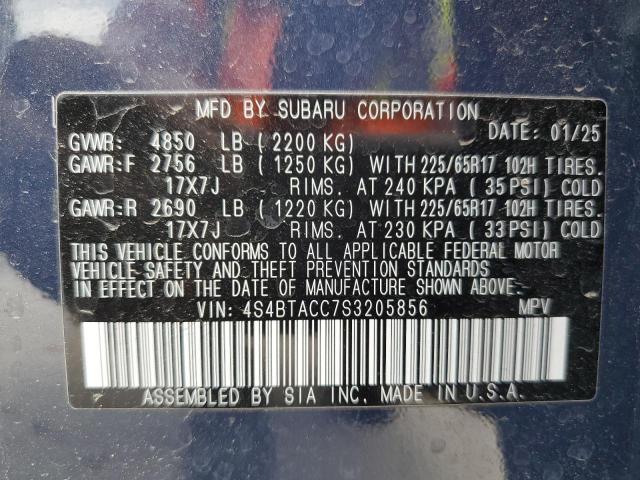 MFD BY SUBARU CORPORATION
DATE: 01/25
GVWR: 4850 LB (2200 KG)
GAWR:F 2756 LB (1250 KG) WITH 225/65R17 102H TIRES.
17X7J RIMS. AT 240 KPA (35 PSI) COLD
GAWR:R 2690 LB (1220 KG) WITH 225/65R17 102H TIRES.
17X7J RIMS. AT 230 KPA (33 PSI) COLD
THIS VEHICLE CONFORMS TO ALL APPLICABLE FEDERAL MOTOR
VEHICLE SAFETY AND THEFT PREVENTION STANDARDS
IN EFFECT ON THE DATE OF MANUFACTURE SHOWN ABOVE.
VIN: 4S4BTACC7S3205856 MPV
ASSEMBLED BY SIA INC. MADE IN U.S.A.